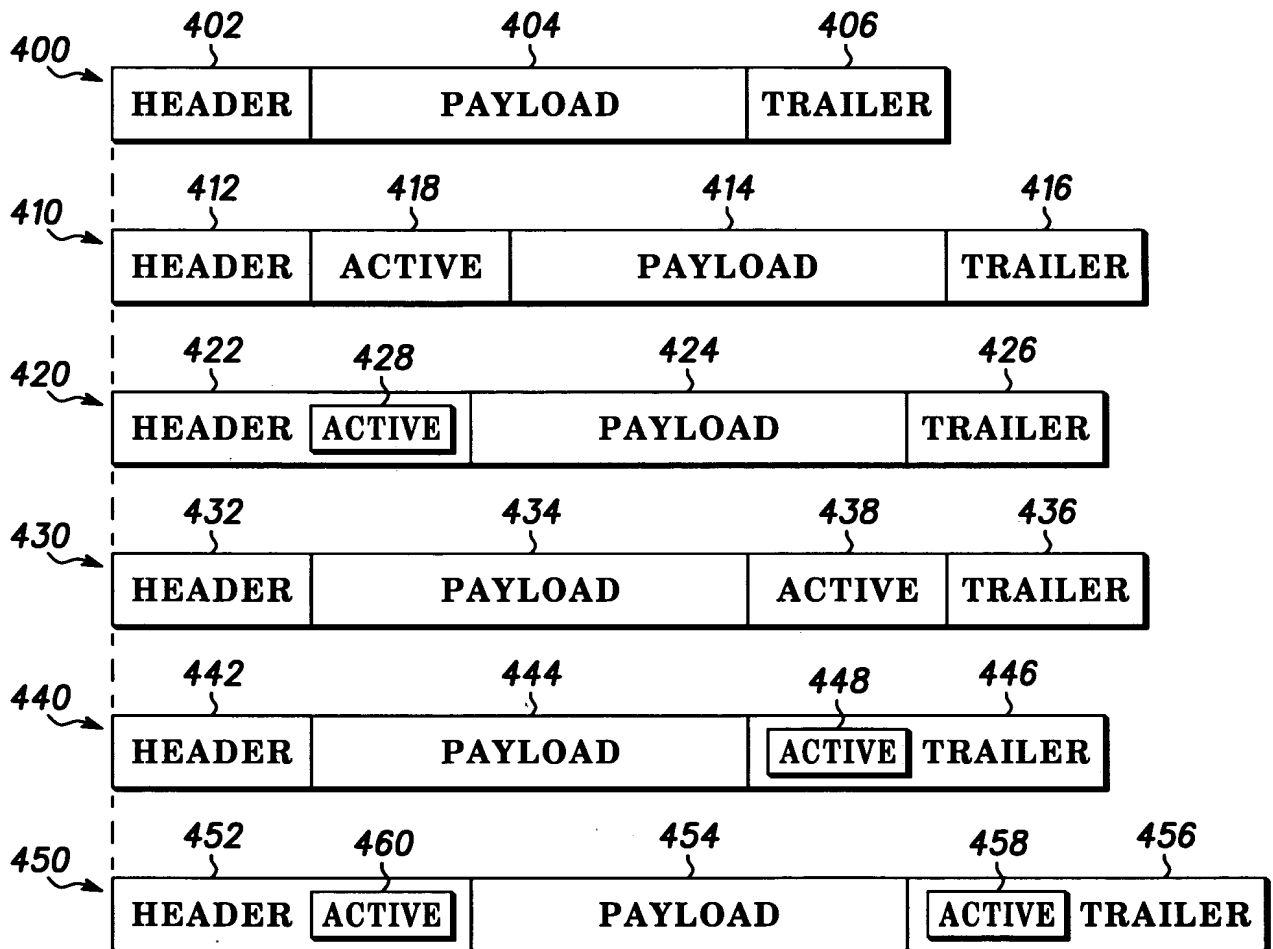 402 404 406
400
HEADER PAYLOAD TRAILER
412 418 414 416
410
HEADER ACTIVE PAYLOAD TRAILER
422 428 424 426
420
HEADER ACTIVE PAYLOAD TRAILER
432 434 438 436
430
HEADER PAYLOAD ACTIVE TRAILER
442 444 448 446
440
HEADER PAYLOAD ACTIVE TRAILER
452 460 454 458 456
450
HEADER ACTIVE PAYLOAD ACTIVE TRAILER